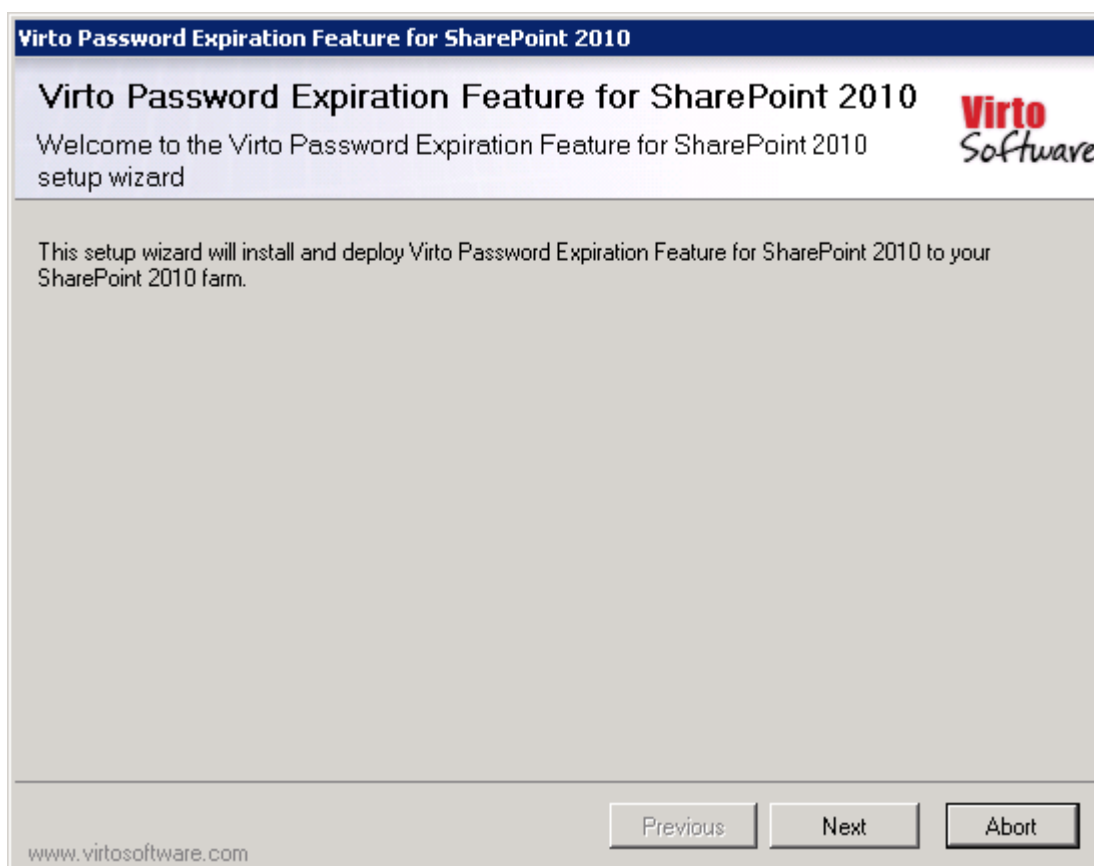 Virto Password Expiration Feature for SharePoint 2010
Virto Password Expiration Feature for SharePoint 2010
Welcome to the Virto Password Expiration Feature for SharePoint 2010
setup wizard
Virto
Software
This setup wizard will install and deploy Virto Password Expiration Feature for SharePoint 2010 to your
SharePoint 2010 farm.
Previous
Next
Abort
www.virtosoftware.com